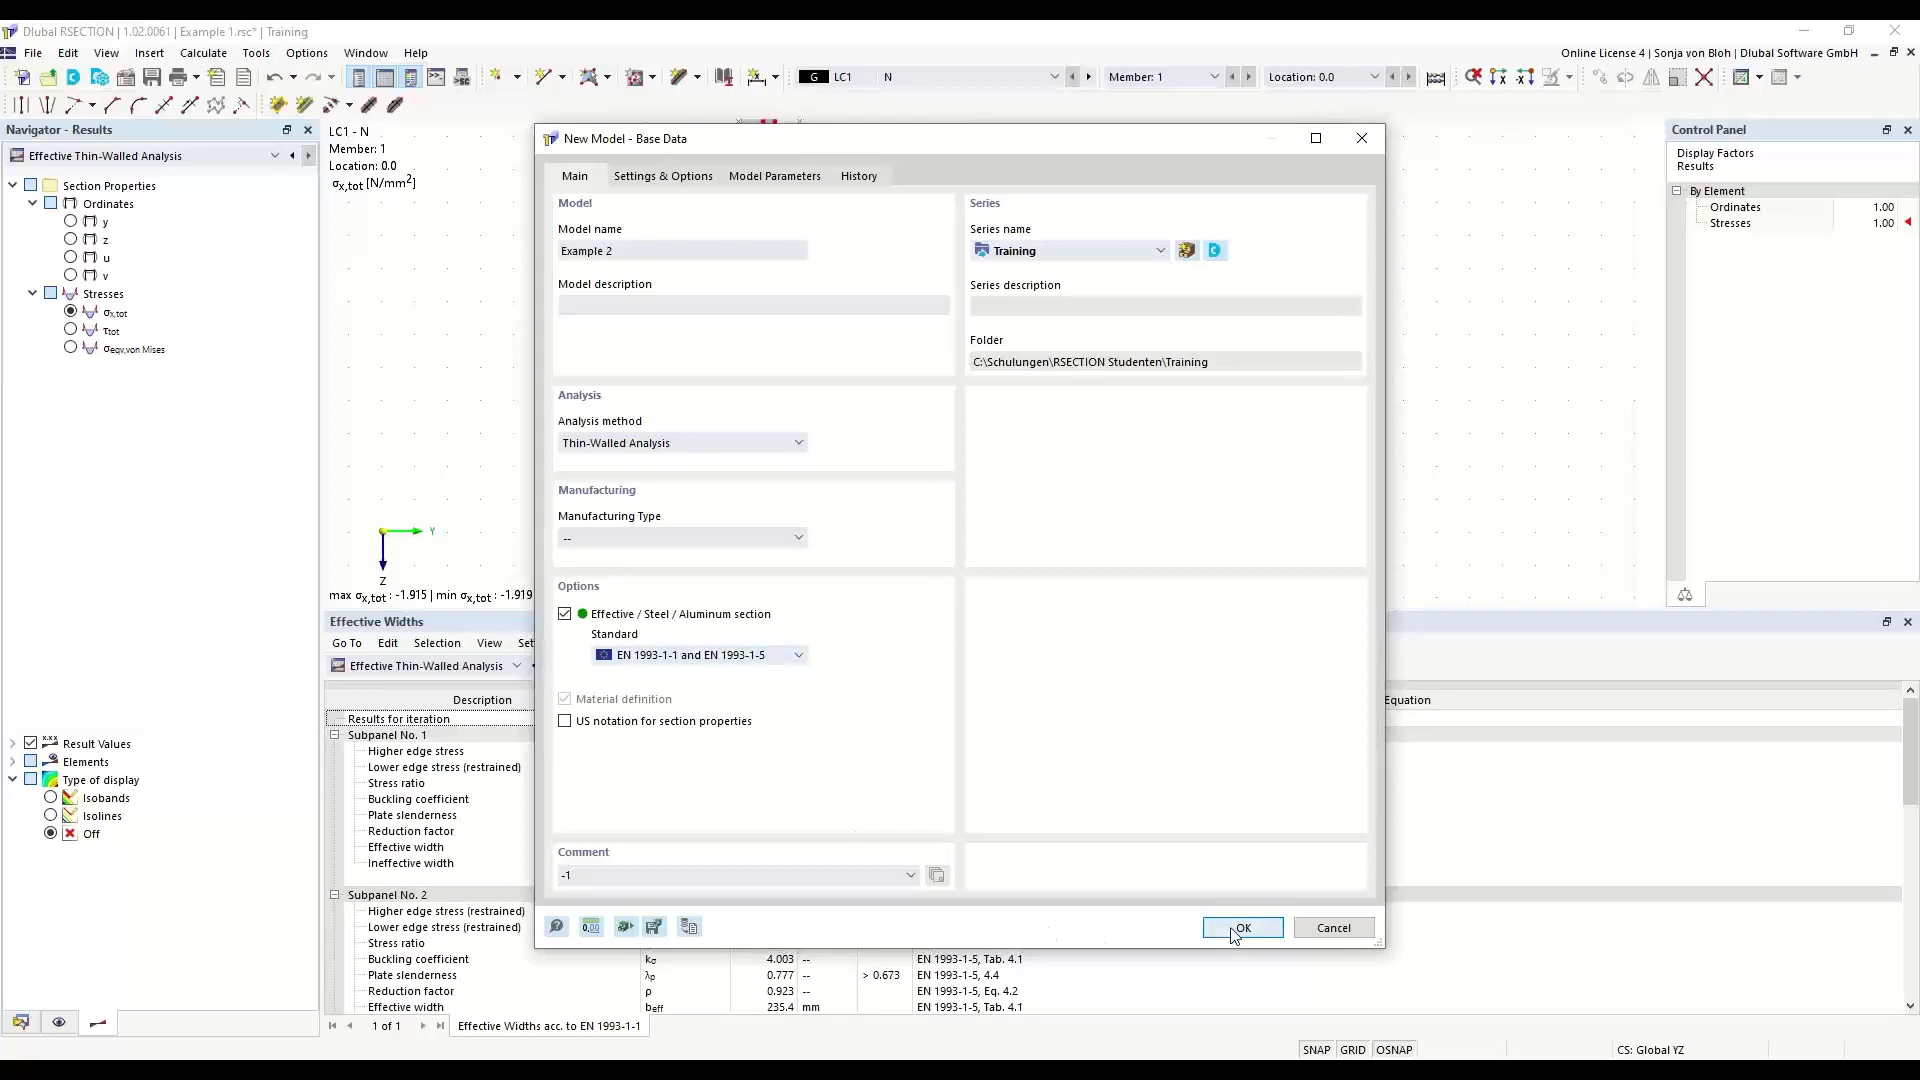 Dlubal RSECTION | 1.02.0061 | Example 1.rsc* | Training
File Edit View Insert Calculate Tools Options Window Help
Online License 4 | Sonja von Bloh | Dlubal Software GmbH
G LC1 N
Member: 1
Location: 0.0
Navigator - Results
Effective Thin-Walled Analysis
Section Properties
Ordinates
y
z
u
v
Stresses
σx,tot
τtot
σeqv,von Mises
Result Values
Elements
Type of display
Isobands
Isolines
Off
LC1 - N
Member: 1
Location: 0.0
σx,tot [N/mm2]
Y
Z
max σx,tot : -1.915 | min σx,tot : -1.919
New Model - Base Data
Main Settings & Options Model Parameters History
Model
Model name
Example 2
Model description
Analysis
Analysis method
Thin-Walled Analysis
Manufacturing
Manufacturing Type
--
Options
Effective / Steel / Aluminum section
Standard
EN 1993-1-1 and EN 1993-1-5
Material definition
US notation for section properties
Comment
-1
Series
Series name
Training
Series description
Folder
C:\Schulungen\RSECTION Studenten\Training
OK Cancel
Control Panel
Display Factors
Results
By Element
Ordinates 1.00
Stresses 1.00
Effective Widths
Go To Edit Selection View Set
Effective Thin-Walled Analysis
Description Equation
Results for iteration
Subpanel No. 1
Higher edge stress
Lower edge stress (restrained)
Stress ratio
Buckling coefficient
Plate slenderness
Reduction factor
Effective width
Ineffective width
Subpanel No. 2
Higher edge stress (restrained)
Lower edge stress (restrained)
Stress ratio
Buckling coefficient kσ 4.003 -- EN 1993-1-5, Tab. 4.1
Plate slenderness λp 0.777 -- > 0.673 EN 1993-1-5, 4.4
Reduction factor ρ 0.923 -- EN 1993-1-5, Eq. 4.2
Effective width beff 235.4 mm EN 1993-1-5, Tab. 4.1
1 of 1 Effective Widths acc. to EN 1993-1-1
SNAP GRID OSNAP CS: Global YZ